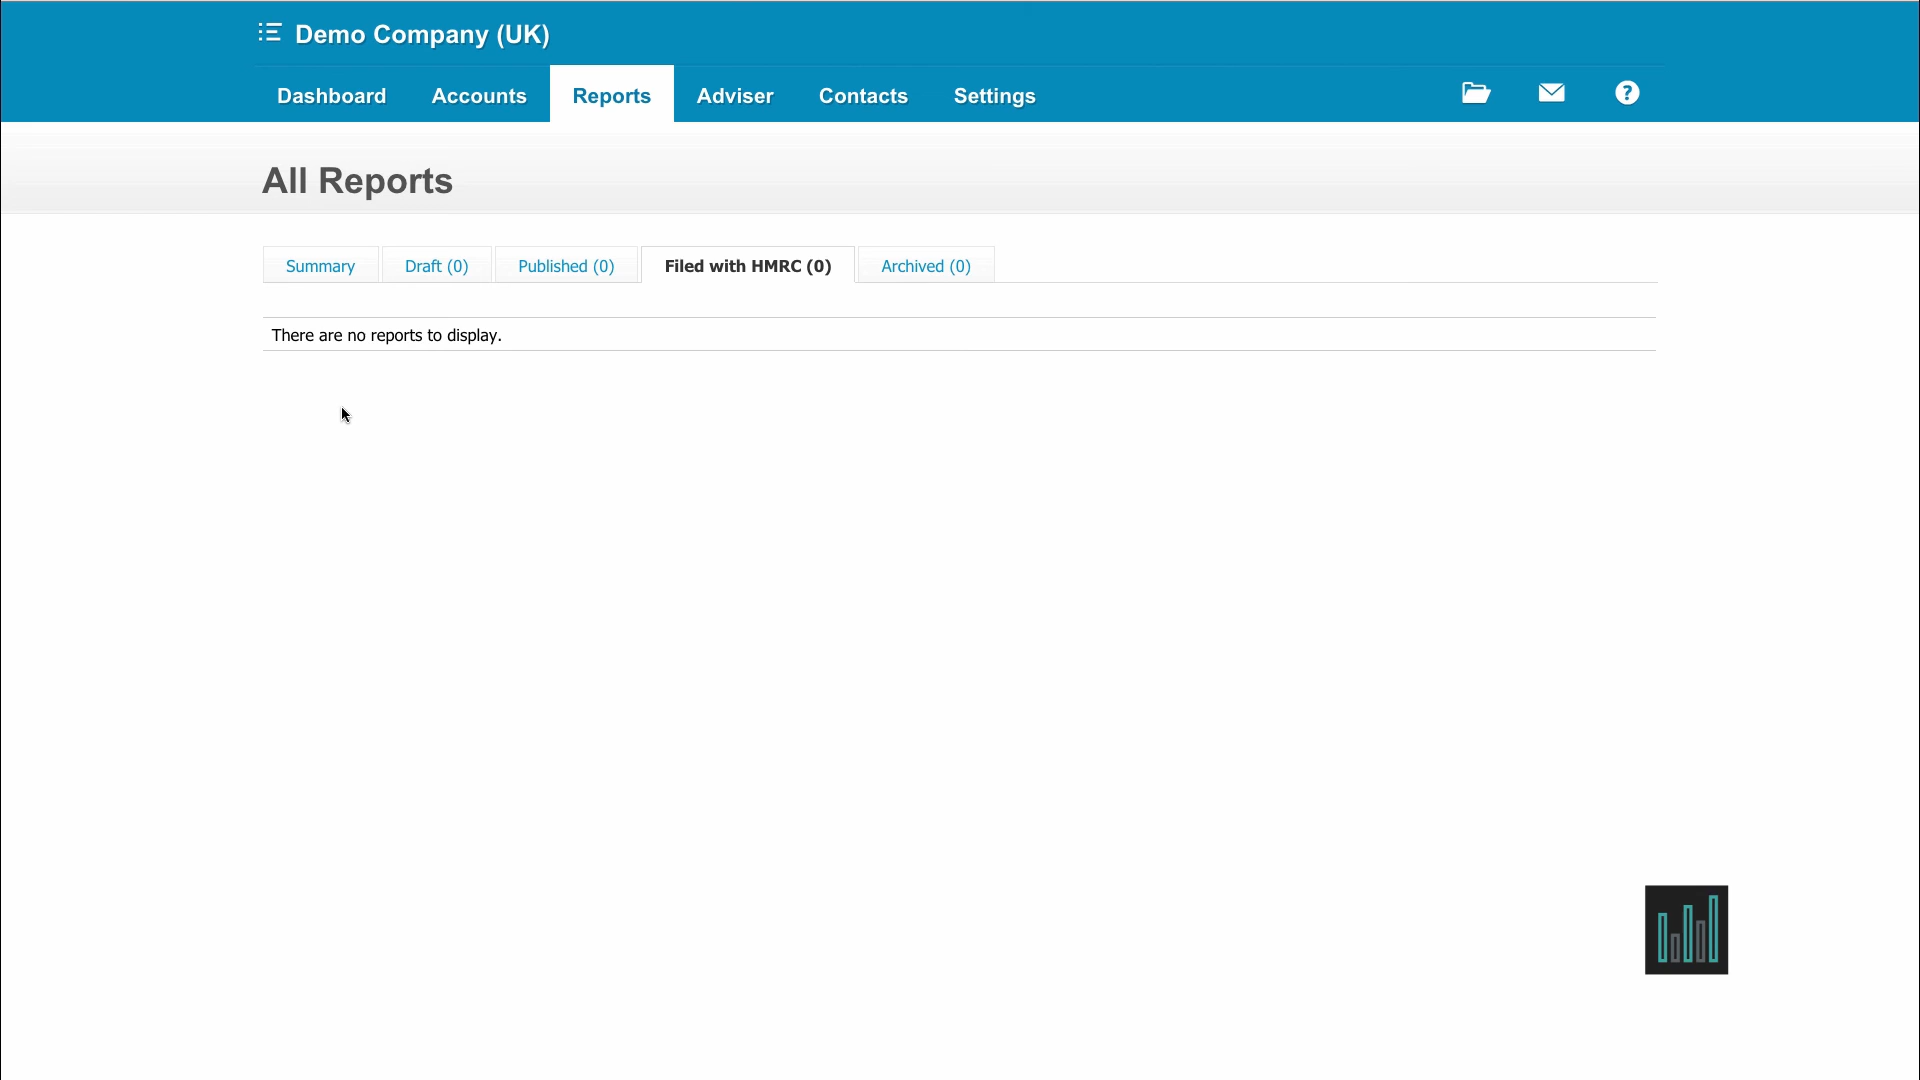 Demo Company (UK)
Dashboard Accounts Reports Adviser Contacts Settings ?
All Reports
Summary Draft (0) Published (0) Filed with HMRC (0) Archived (0)
There are no reports to display.